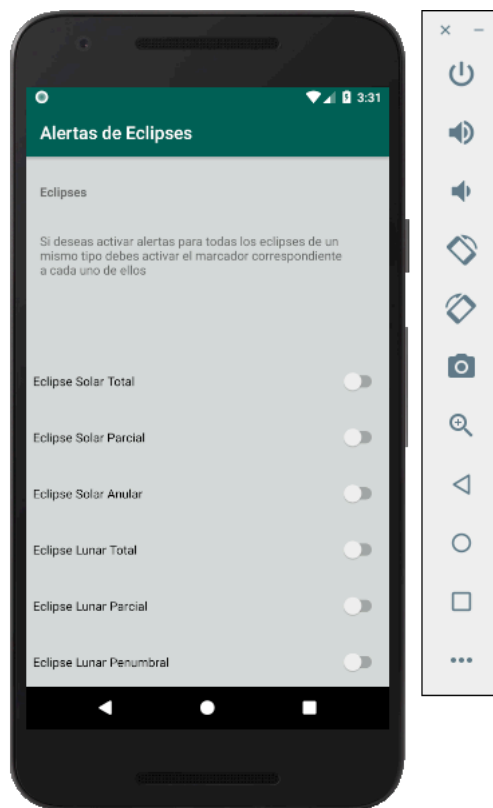 3:31
Alertas de Eclipses
Eclipses
Si deseas activar alertas para todas los eclipses de un
mismo tipo debes activar el marcador correspondiente
a cada uno de ellos
Eclipse Solar Total
Eclipse Solar Parcial
Eclipse Solar Anular
Eclipse Lunar Total
Eclipse Lunar Parcial
Eclipse Lunar Penumbral